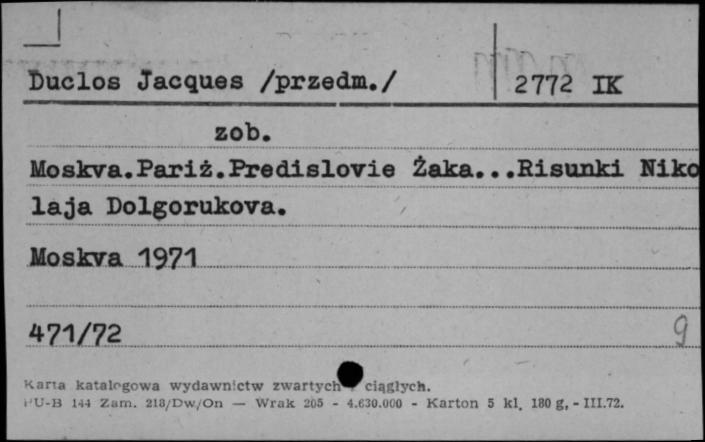 Duclos Jacques /przedm./ 2772 IK
zob.
Moskva.Pariż.Predislovie Żaka...Risunki Niko
laja Dolgorukova.
Moskva 1971
471/72 9
Karta katalogowa wydawnictw zwartych i ciągłych.
PU-B 144 Zam. 218/Dw/On — Wrak 205 - 4.630.000 - Karton 5 kl. 180 g, - III.72.